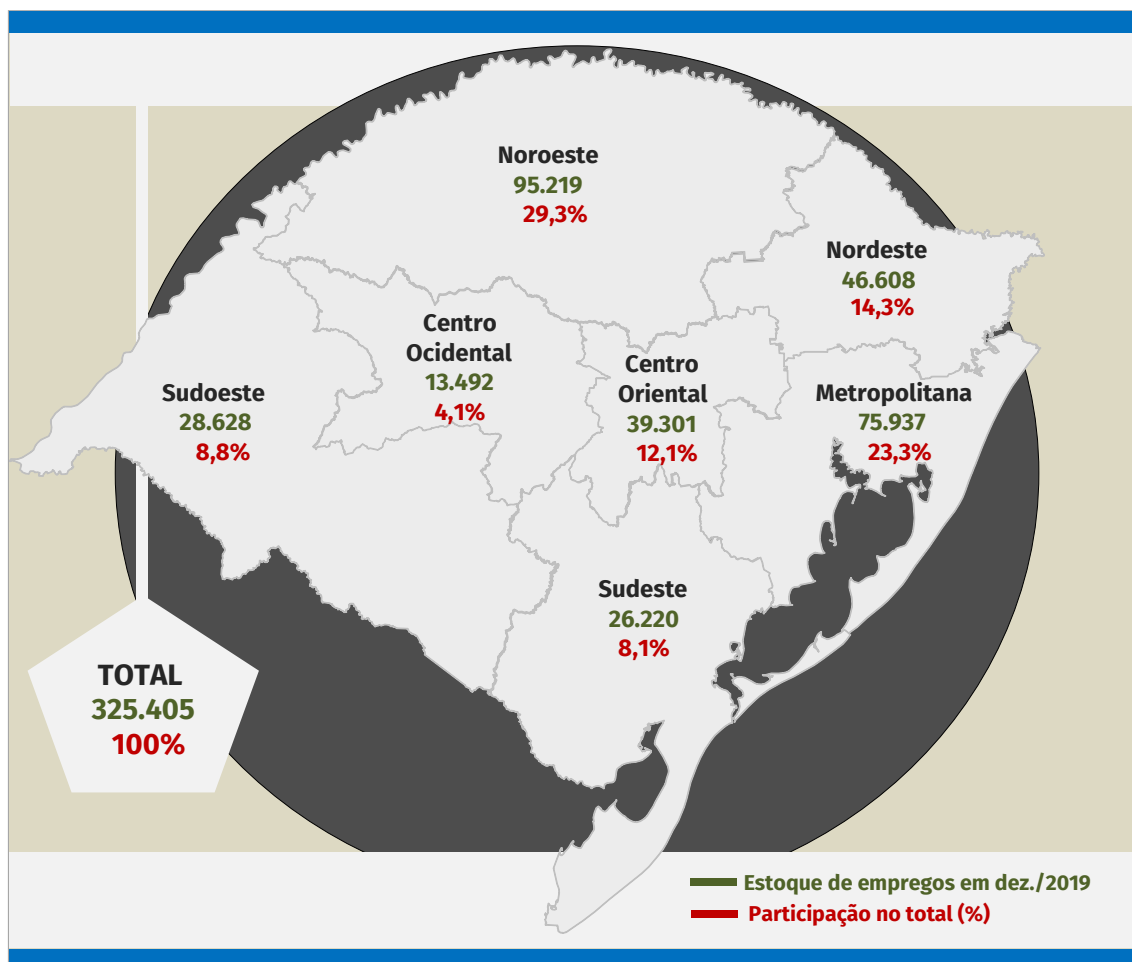 Noroeste
95.219
29,3%
Nordeste
46.608
14,3%
Centro
Ocidental
13.492
4,1%
Centro
Oriental
39.301
12,1%
Metropolitana
75.937
23,3%
Sudoeste
28.628
8,8%
Sudeste
26.220
8,1%
TOTAL
325.405
100%
Estoque de empregos em dez./2019
Participação no total (%)